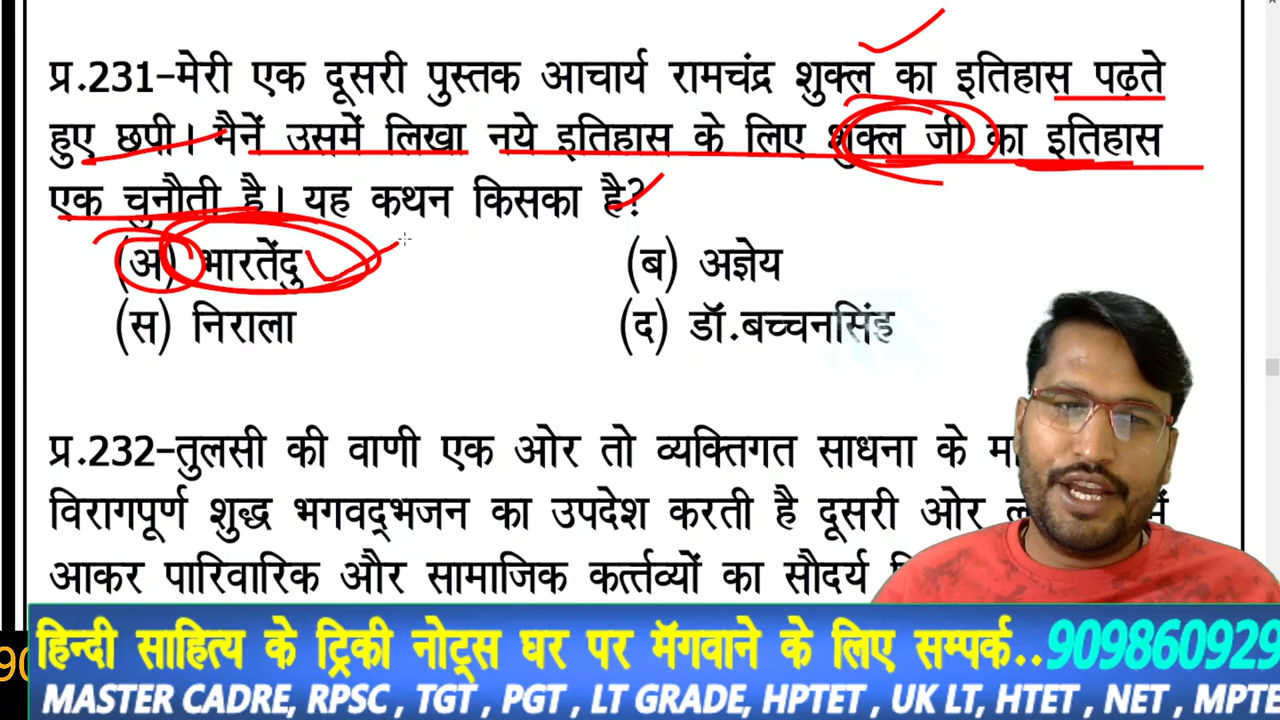 प्र.231-मेरी एक दूसरी पुस्तक आचार्य रामचंद्र शुक्ल का इतिहास पढ़ते
हुए छपी। मैनें उसमें लिखा नये इतिहास के लिए शुक्ल जी का इतिहास
एक चुनौती है। यह कथन किसका है?
(अ) भारतेंदु (ब) अज्ञेय
(स) निराला (द) डॉ.बच्चनसिंह
प्र.232-तुलसी की वाणी एक ओर तो व्यक्तिगत साधना के
विरागपूर्ण शुद्ध भगवद्भजन का उपदेश करती है दूसरी ओर
आकर पारिवारिक और सामाजिक कर्त्तव्यों का सौदर्य
हिन्दी साहित्य के ट्रिकी नोट्स घर पर मॅगवाने के लिए सम्पर्क..909860929
MASTER CADRE, RPSC , TGT , PGT , LT GRADE, HPTET , UK LT, HTET , NET , MPTE